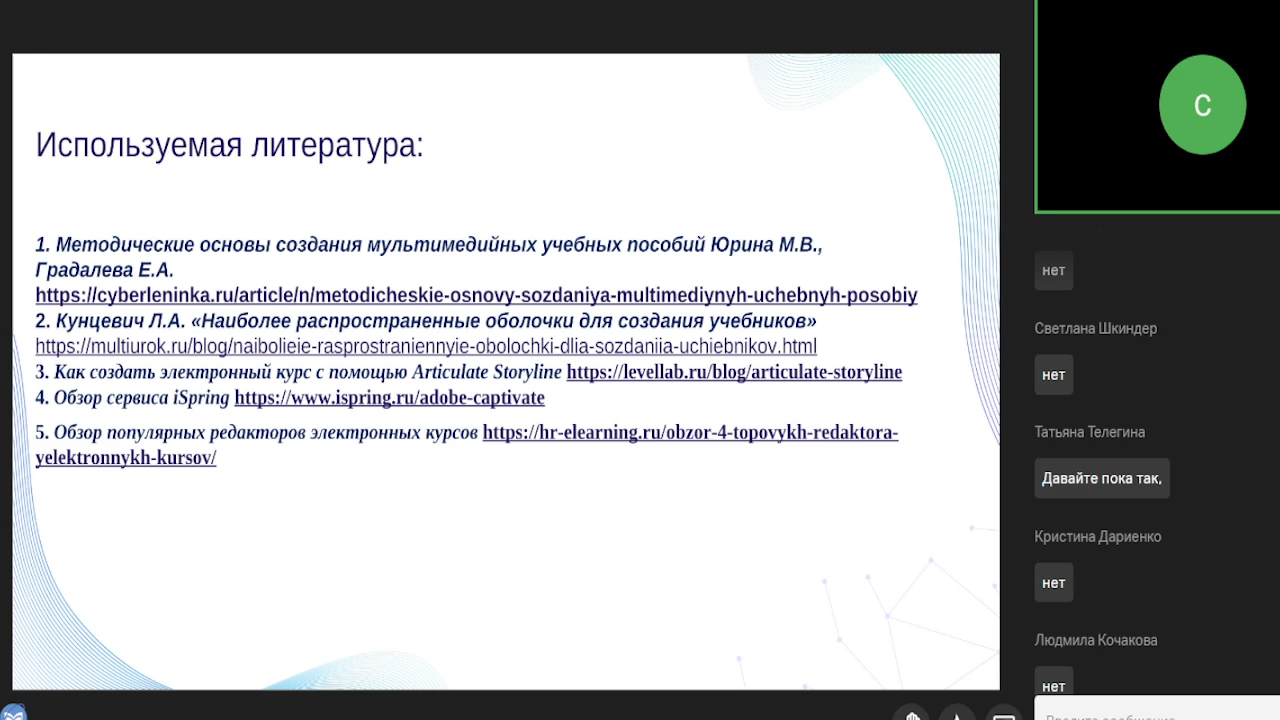 Используемая литература:
1. Методические основы создания мультимедийных учебных пособий Юрина М.В.,
Градалева Е.А.
https://cyberleninka.ru/article/n/metodicheskie-osnovy-sozdaniya-multimediynyh-uchebnyh-posobiy
2. Кунцевич Л.А. «Наиболее распространенные оболочки для создания учебников»
https://multiurok.ru/blog/naibolieie-rasprostraniennyie-obolochki-dlia-sozdaniia-uchiebnikov.html
3. Как создать электронный курс с помощью Articulate Storyline https://levellab.ru/blog/articulate-storyline
4. Обзор сервиса iSpring https://www.ispring.ru/adobe-captivate
5. Обзор популярных редакторов электронных курсов https://hr-elearning.ru/obzor-4-topovykh-redaktora-
yelektronnykh-kursov/
С
нет
Светлана Шкиндер
нет
Татьяна Телегина
Давайте пока так,
Кристина Дариенко
нет
Людмила Кочакова
нет
Введите сообщение